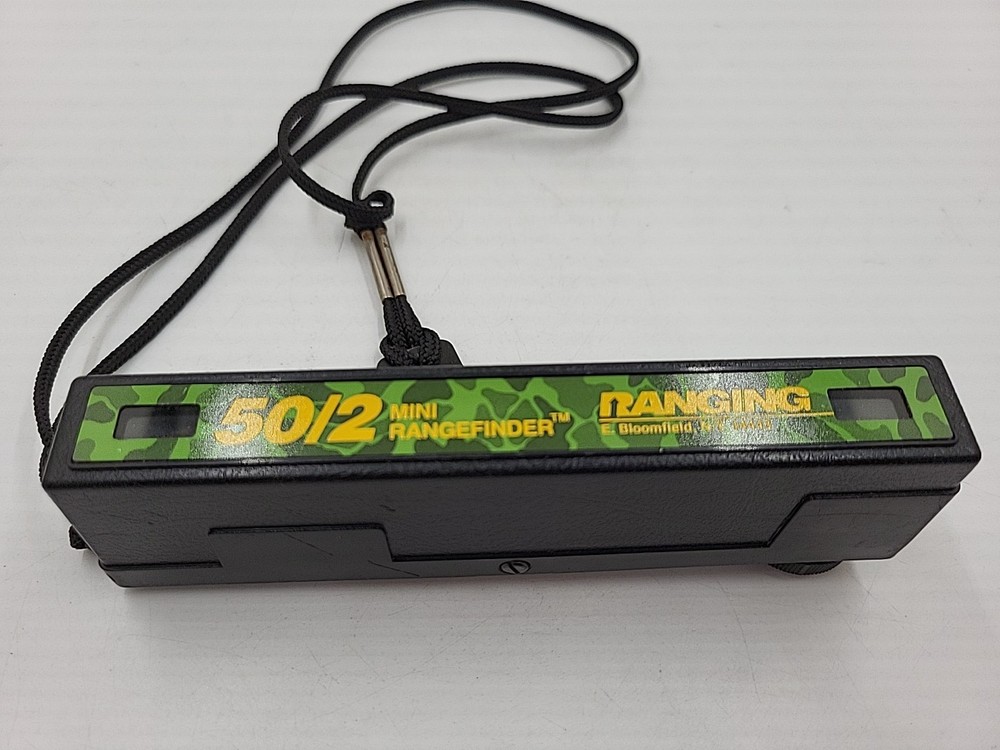 50/2
MINI
RANGEFINDER™
RANGING
E. Bloomfield